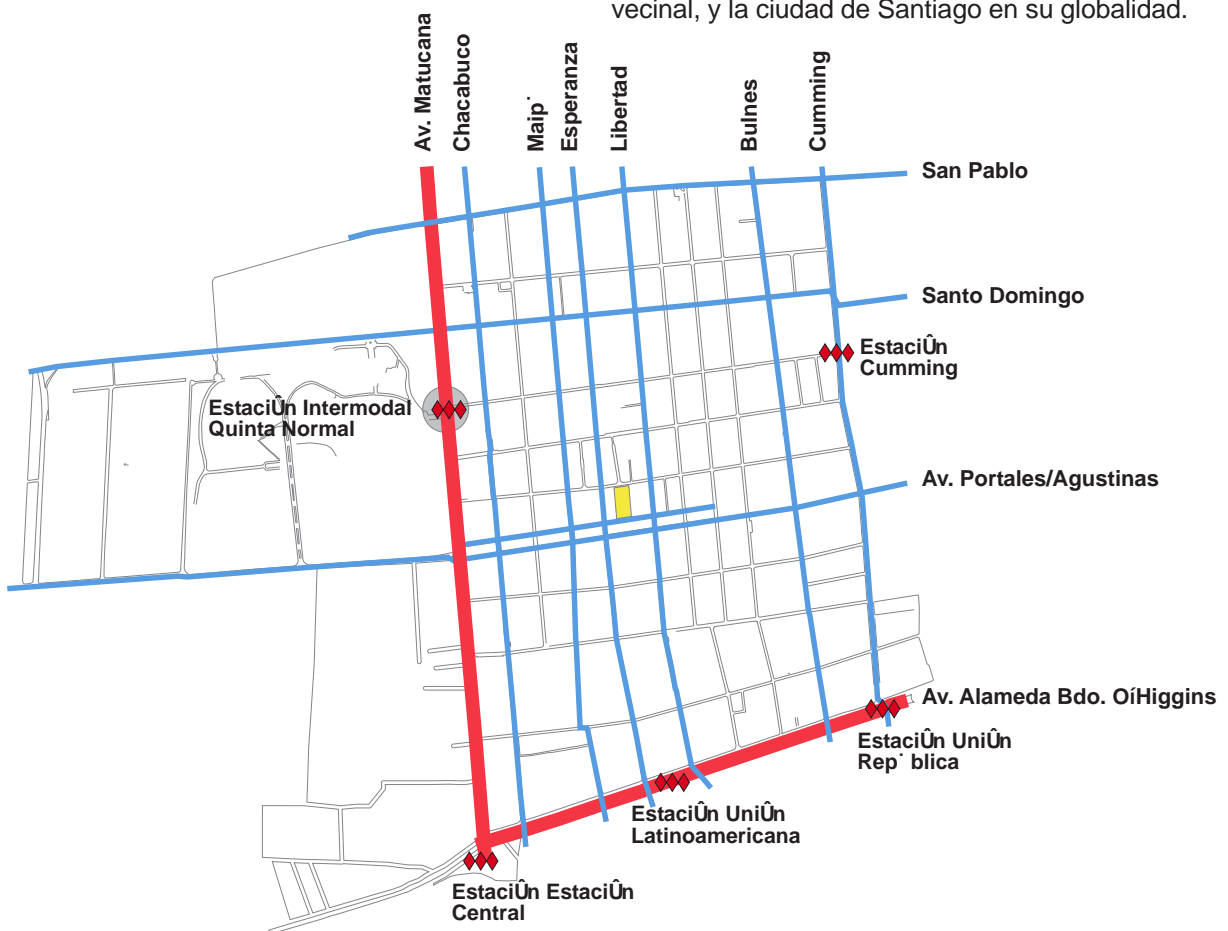 vecinal, y la ciudad de Santiago en su globalidad.
Av. Matucana
Chacabuco
Maip˙
Esperanza
Libertad
Bulnes
Cumming
San Pablo
Santo Domingo
EstaciÛn
Cumming
EstaciÛn Intermodal
Quinta Normal
Av. Portales/Agustinas
Av. Alameda Bdo. OíHiggins
EstaciÛn UniÛn
Rep˙ blica
EstaciÛn UniÛn
Latinoamericana
EstaciÛn EstaciÛn
Central